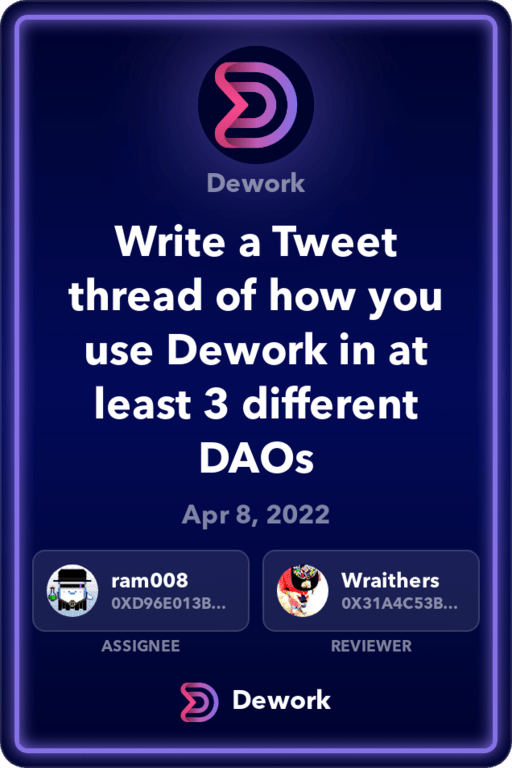 Dework
Write a Tweet
thread of how you
use Dework in at
least 3 different
DAOs
Apr 8, 2022
ram008
0XD96E013B...
ASSIGNEE
Wraithers
0X31A4C53B...
REVIEWER
Dework